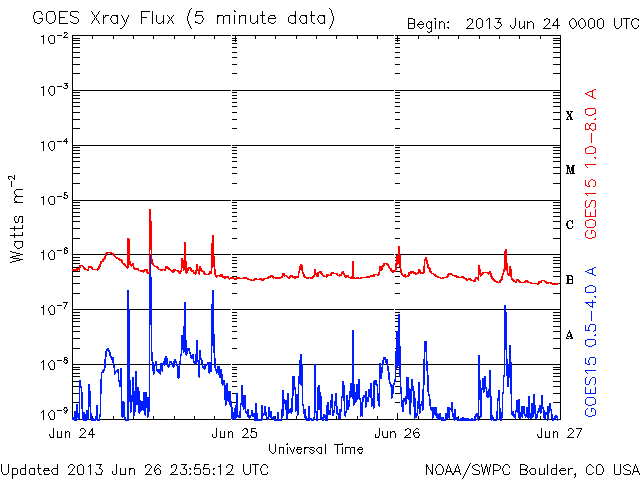 GOES Xray Flux (5 minute data)
Begin: 2013 Jun 24 0000 UTC
10-2
10-3
10-4
10-5
10-6
10-7
10-8
10-9
Watts m-2
X
M
C
B
A
GOES15 1.0-8.0 A
GOES15 0.5-4.0 A
Jun 24
Jun 25
Jun 26
Jun 27
Universal Time
Updated 2013 Jun 26 23:55:12 UTC
NOAA/SWPC Boulder, CO USA